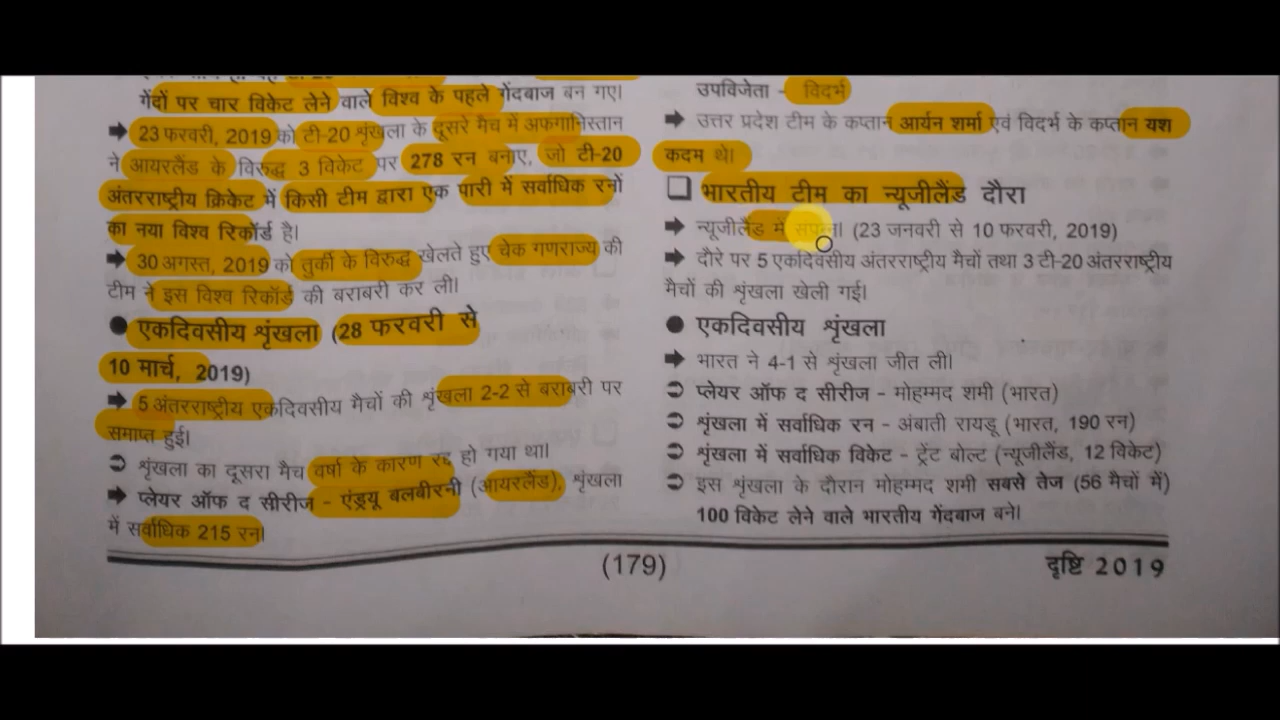 गेंदों पर चार विकेट लेने वाले विश्व के पहले गेंदबाज बन गए।
➡ 23 फरवरी, 2019 को टी-20 शृंखला के दूसरे मैच में अफगानिस्तान
ने आयरलैंड के विरुद्ध 3 विकेट पर 278 रन बनाए, जो टी-20
अंतरराष्ट्रीय क्रिकेट में किसी टीम द्वारा एक पारी में सर्वाधिक रनों
का नया विश्व रिकॉर्ड है।
➡ 30 अगस्त, 2019 को तुर्की के विरुद्ध खेलते हुए चेक गणराज्य की
टीम ने इस विश्व रिकॉर्ड की बराबरी कर ली।
● एकदिवसीय शृंखला (28 फरवरी से
10 मार्च, 2019)
➡ 5 अंतरराष्ट्रीय एकदिवसीय मैचों की शृंखला 2-2 से बराबरी पर
समाप्त हुई।
➲ शृंखला का दूसरा मैच वर्षा के कारण रद्द हो गया था।
➡ प्लेयर ऑफ द सीरीज - एंड्रयू बलबीरनी (आयरलैंड), शृंखला
में सर्वाधिक 215 रन।
उपविजेता - विदर्भ
➡ उत्तर प्रदेश टीम के कप्तान आर्यन शर्मा एवं विदर्भ के कप्तान यश
कदम थे।
❑ भारतीय टीम का न्यूजीलैंड दौरा
➡ न्यूजीलैंड में संपन्न। (23 जनवरी से 10 फरवरी, 2019)
➡ दौरे पर 5 एकदिवसीय अंतरराष्ट्रीय मैचों तथा 3 टी-20 अंतरराष्ट्रीय
मैचों की शृंखला खेली गई।
● एकदिवसीय शृंखला
➡ भारत ने 4-1 से शृंखला जीत ली।
➲ प्लेयर ऑफ द सीरीज - मोहम्मद शमी (भारत)
➲ शृंखला में सर्वाधिक रन - अंबाती रायडू (भारत, 190 रन)
➲ शृंखला में सर्वाधिक विकेट - ट्रेंट बोल्ट (न्यूजीलैंड, 12 विकेट)
➲ इस शृंखला के दौरान मोहम्मद शमी सबसे तेज (56 मैचों में)
100 विकेट लेने वाले भारतीय गेंदबाज बने।
(179)
दृष्टि 2019